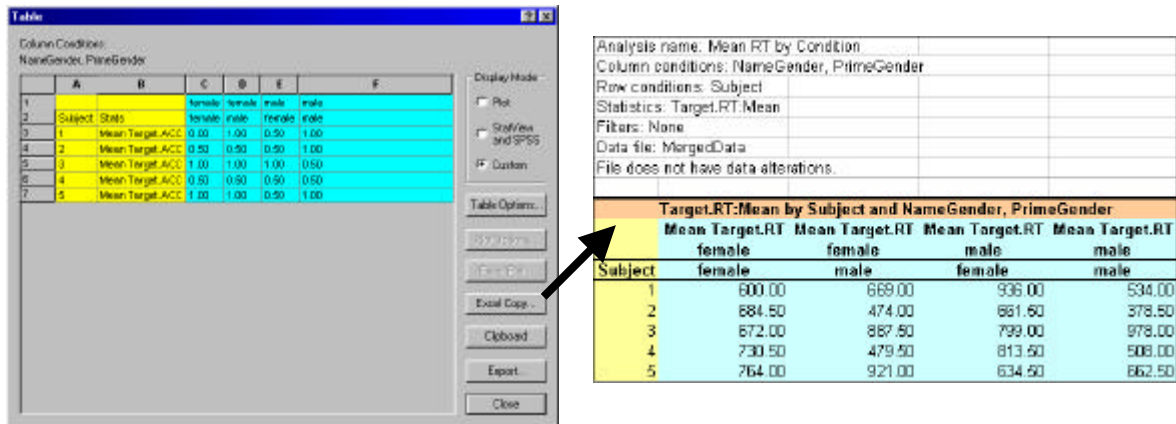 Table
Column Conditions:
NameGender, PrimeGender
A B C D E F
1 female female male male
2 Subject Stats female male female male
3 1 Mean Target.ACC 0.00 1.00 0.50 1.00
4 2 Mean Target.ACC 0.50 0.50 1.00 0.50
5 3 Mean Target.ACC 1.00 1.00 1.00 0.50
6 4 Mean Target.ACC 0.50 0.50 0.50 0.50
7 5 Mean Target.ACC 1.00 1.00 0.50 1.00
Display Mode
Plot
StatView and SPSS
Custom
Table Options...
Excel Copy...
Clipboard
Export...
Close
Analysis name: Mean RT by Condition
Column conditions: NameGender, PrimeGender
Row conditions: Subject
Statistics: Target.RT:Mean
Filters: None
Data file: MergedData
File does not have data alterations.
Target.RT:Mean by Subject and NameGender, PrimeGender
Mean Target.RT Mean Target.RT Mean Target.RT Mean Target.RT
female female male male
Subject female male female male
1 600.00 669.00 936.00 534.00
2 684.50 474.00 661.50 378.50
3 672.00 887.50 799.00 978.00
4 730.50 479.50 813.50 508.00
5 764.00 921.00 634.50 662.50